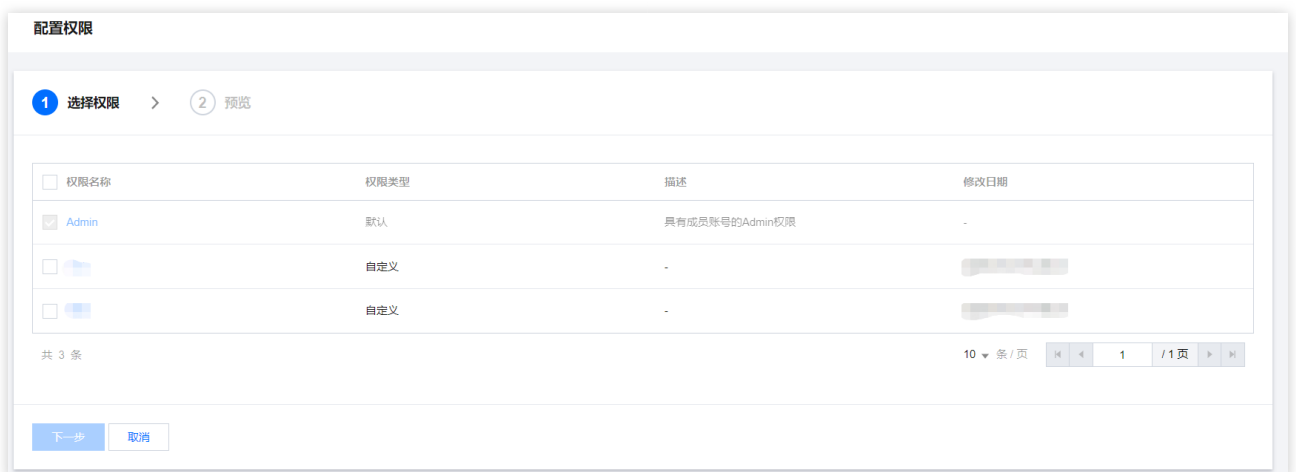 配置权限
1 选择权限 > 2 预览
权限名称 权限类型 描述 修改日期
Admin 默认 具有成员账号的Admin权限 -
自定义 -
自定义 -
共 3 条 10 条 / 页 1 / 1 页
下一步 取消